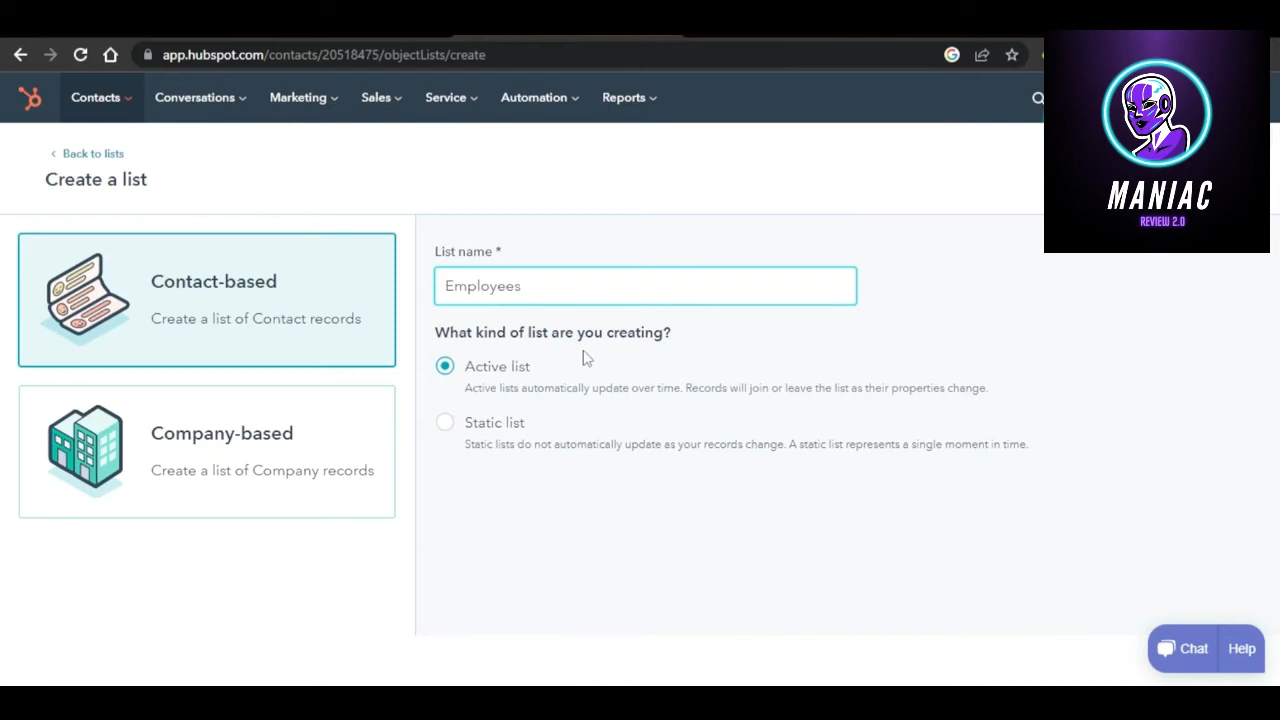 app.hubspot.com/contacts/20518475/objectLists/create
Contacts Conversations Marketing Sales Service Automation Reports
Back to lists
Create a list
Contact-based
Create a list of Contact records
Company-based
Create a list of Company records
List name *
Employees
What kind of list are you creating?
Active list
Active lists automatically update over time. Records will join or leave the list as their properties change.
Static list
Static lists do not automatically update as your records change. A static list represents a single moment in time.
MANIAC
REVIEW 2.0
Chat Help